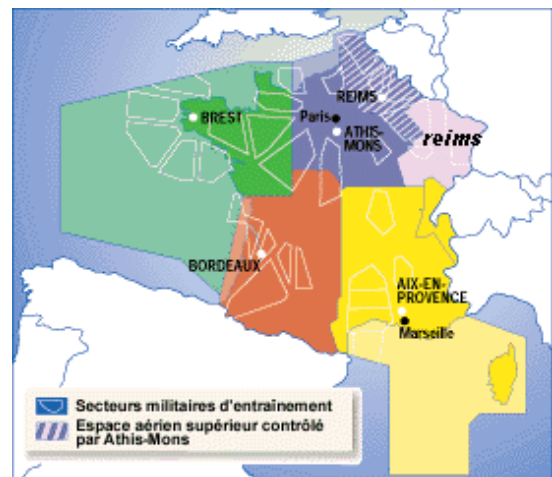 REIMS
BREST
Paris
ATHIS-
MONS
reims
BORDEAUX
AIX-EN-
PROVENCE
Marseille
Secteurs militaires d'entraînement
Espace aérien supérieur contrôlé
par Athis-Mons